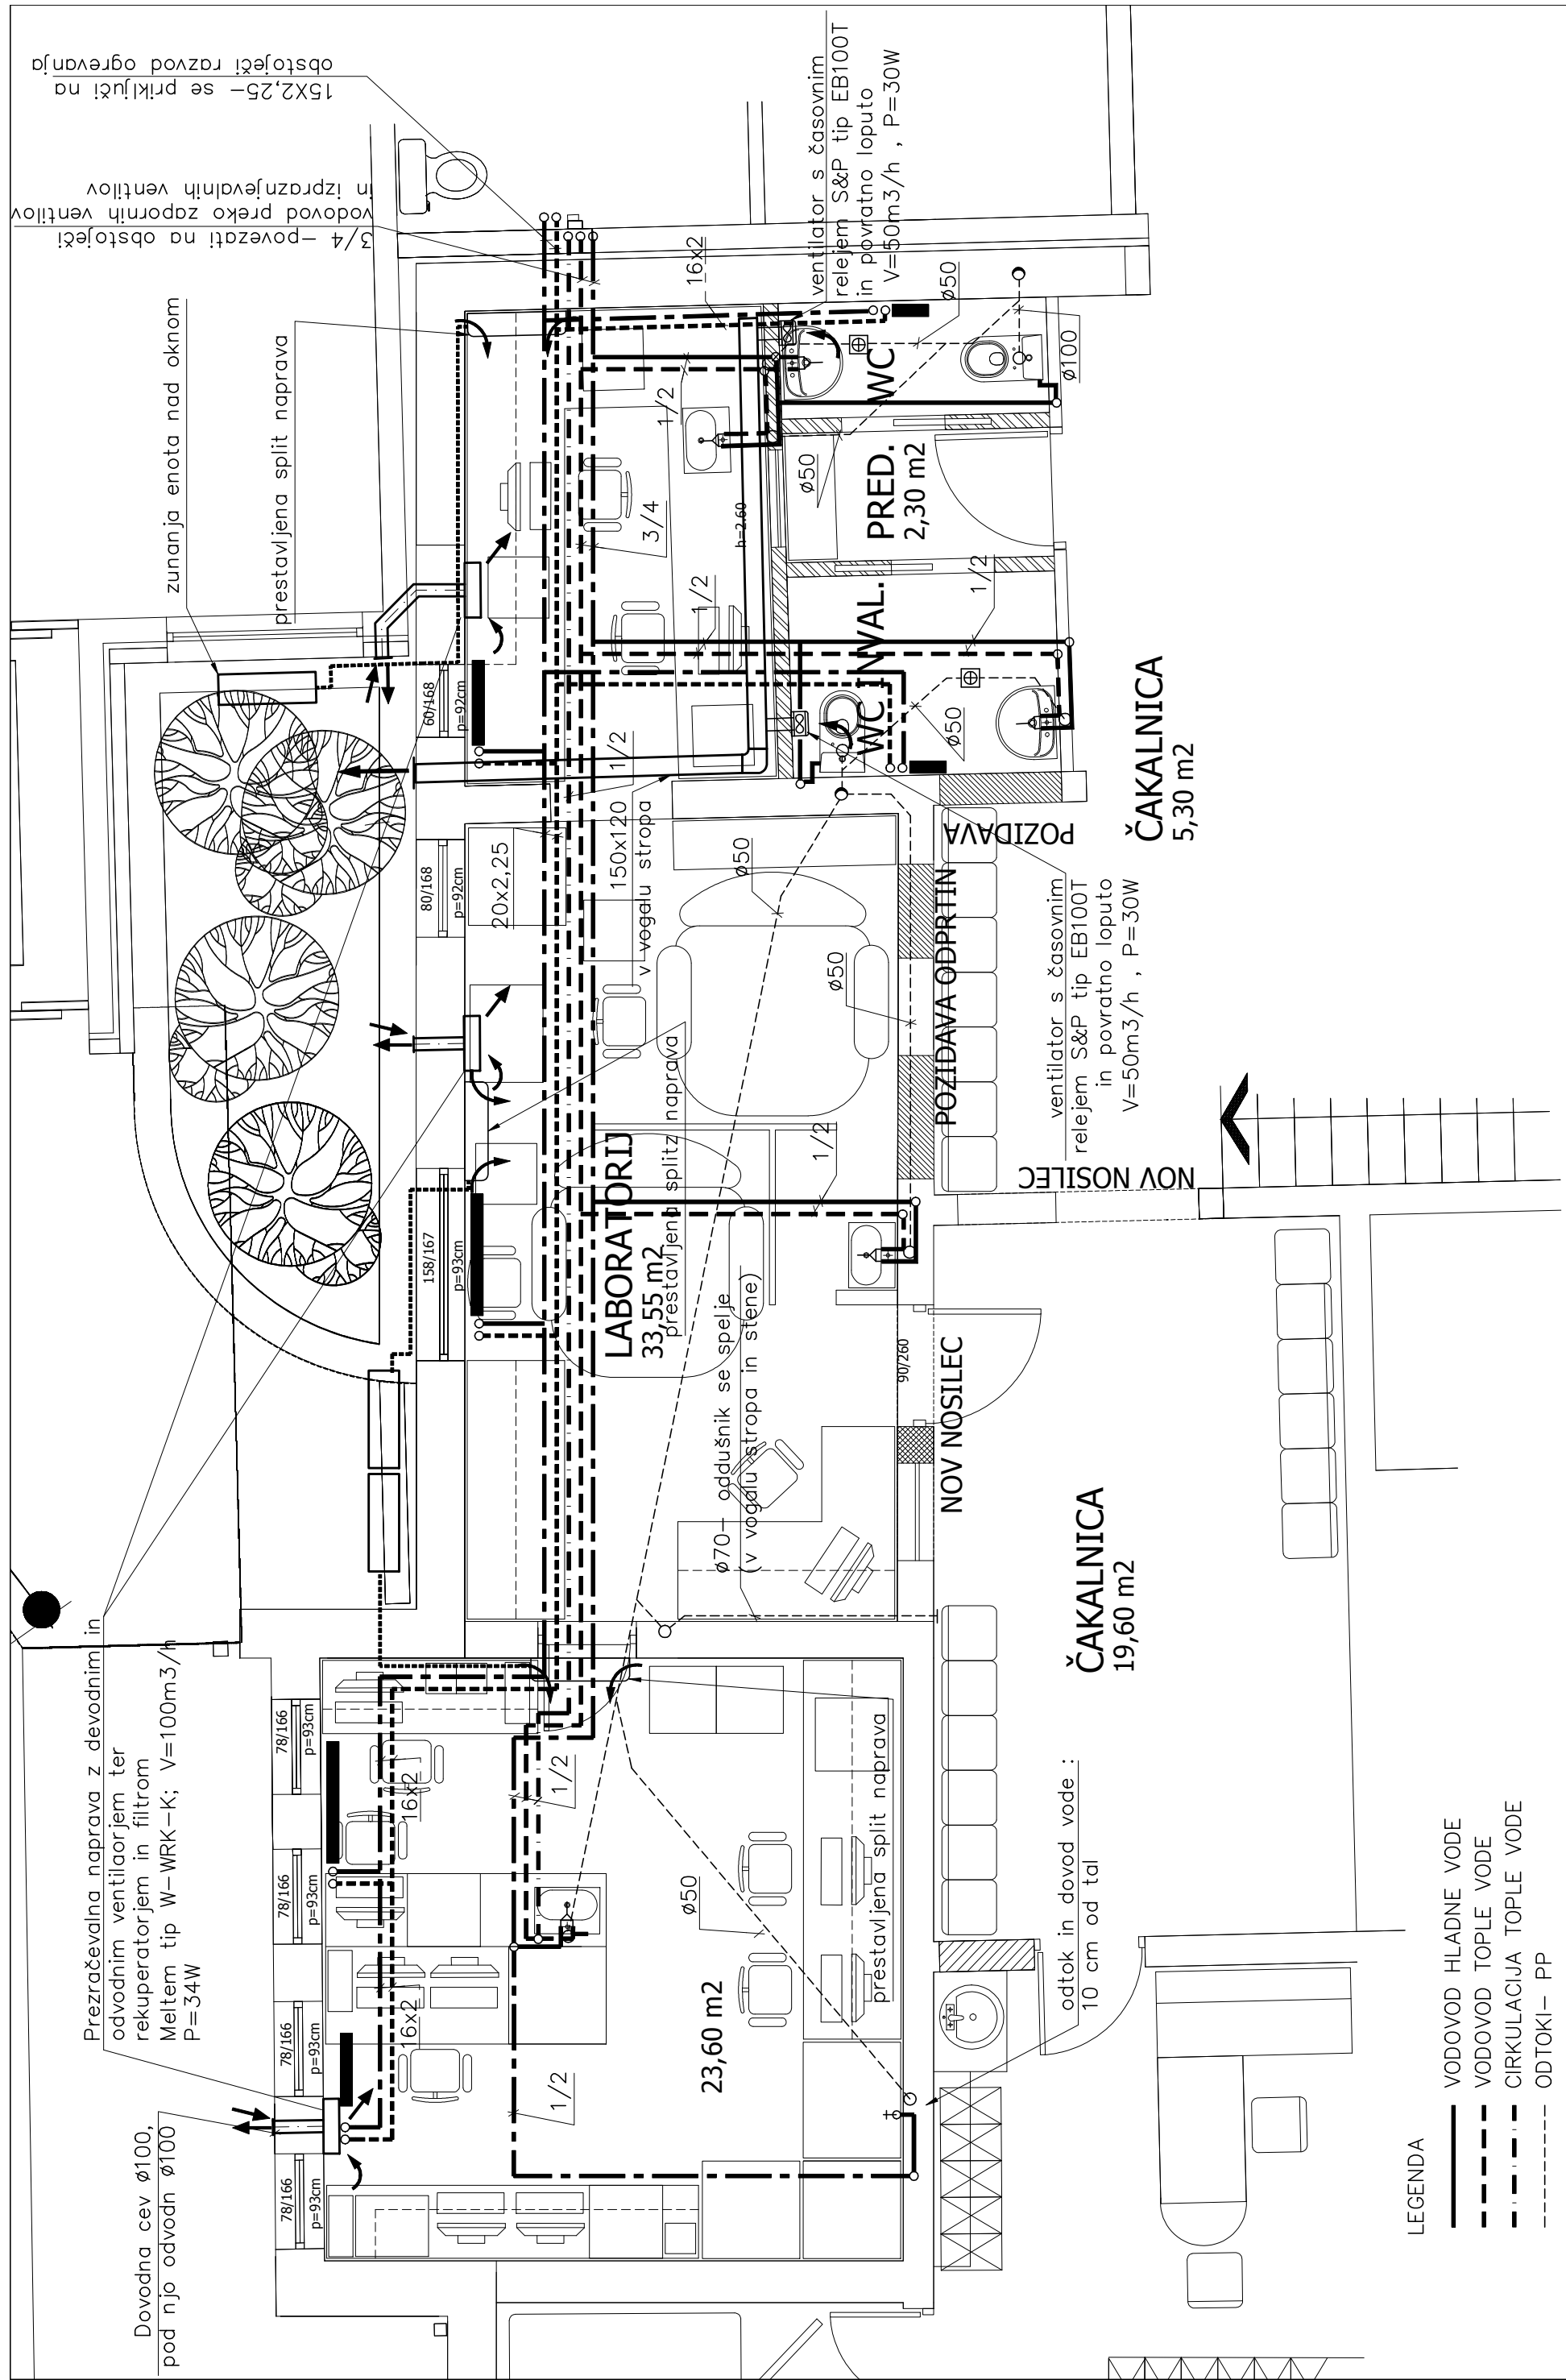 Dovodna cev ø100,
pod njo odvodn ø100
Prezračevalna naprava z devodnim in
odvodnim ventilaorjem ter
rekuperatorjem in filtrom
Meltem tip W-WRK-K; V=100m3/h
P=34W
zunanja enota nad oknom
prestavljena split naprava
15X2,25- se priključi na
obstoječi razvod ogrevanja
3/4 -povezati na obstoječi
vodovod preko zapornih ventilov
in izpraznjevalnih ventilov
78/166
p=93cm
78/166
p=93cm
78/166
p=93cm
78/166
p=93cm
158/167
p=93cm
80/168
p=92cm
60/168
p=92cm
16x2
16x2
1/2
1/2
23,60 m2
ø50
prestavljena split naprava
LABORATORIJ
33,55 m2
prestavljena splitz naprava
ø70- oddušnik se spelje
(v vogalu stropa in stene)
20x2,25
150x120
v vogalu stropa
1/2
ø50
ø50
1/2
3/4
1/2
1/2
16x2
h=2.60
90/260
NOV NOSILEC
NOV NOSILEC
POZIDAVA ODPRTIN
POZIDAVA
WC INVAL.
ø50
1/2
PRED.
2,30 m2
ø50
WC
ø50
ø100
ventilator s časovnim
relejem S&P tip EB100T
in povratno loputo
V=50m3/h , P=30W
ventilator s časovnim
relejem S&P tip EB100T
in povratno loputo
V=50m3/h , P=30W
ČAKALNICA
5,30 m2
ČAKALNICA
19,60 m2
odtok in dovod vode :
10 cm od tal
LEGENDA
VODOVOD HLADNE VODE
VODOVOD TOPLE VODE
CIRKULACIJA TOPLE VODE
ODTOKI- PP